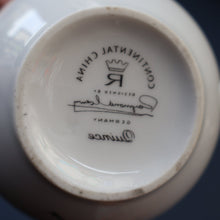 CONTINENTAL CHINA
R
DESIGNED BY
Raymond Loewy
GERMANY
Quince